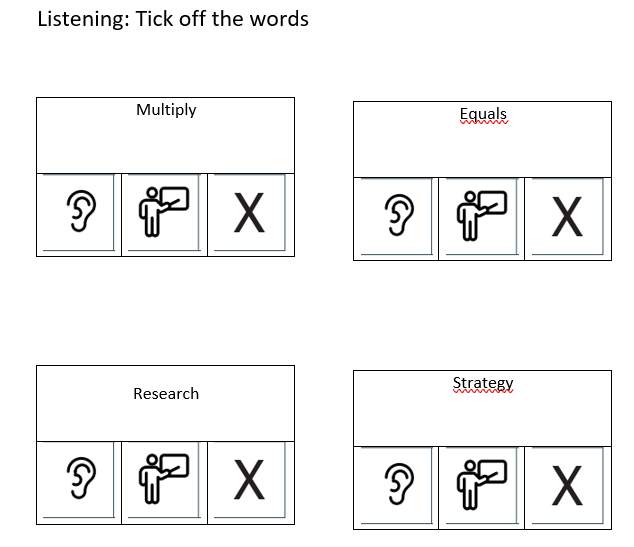 Listening: Tick off the words
Multiply
Equals
X
X
Research
Strategy
X
X